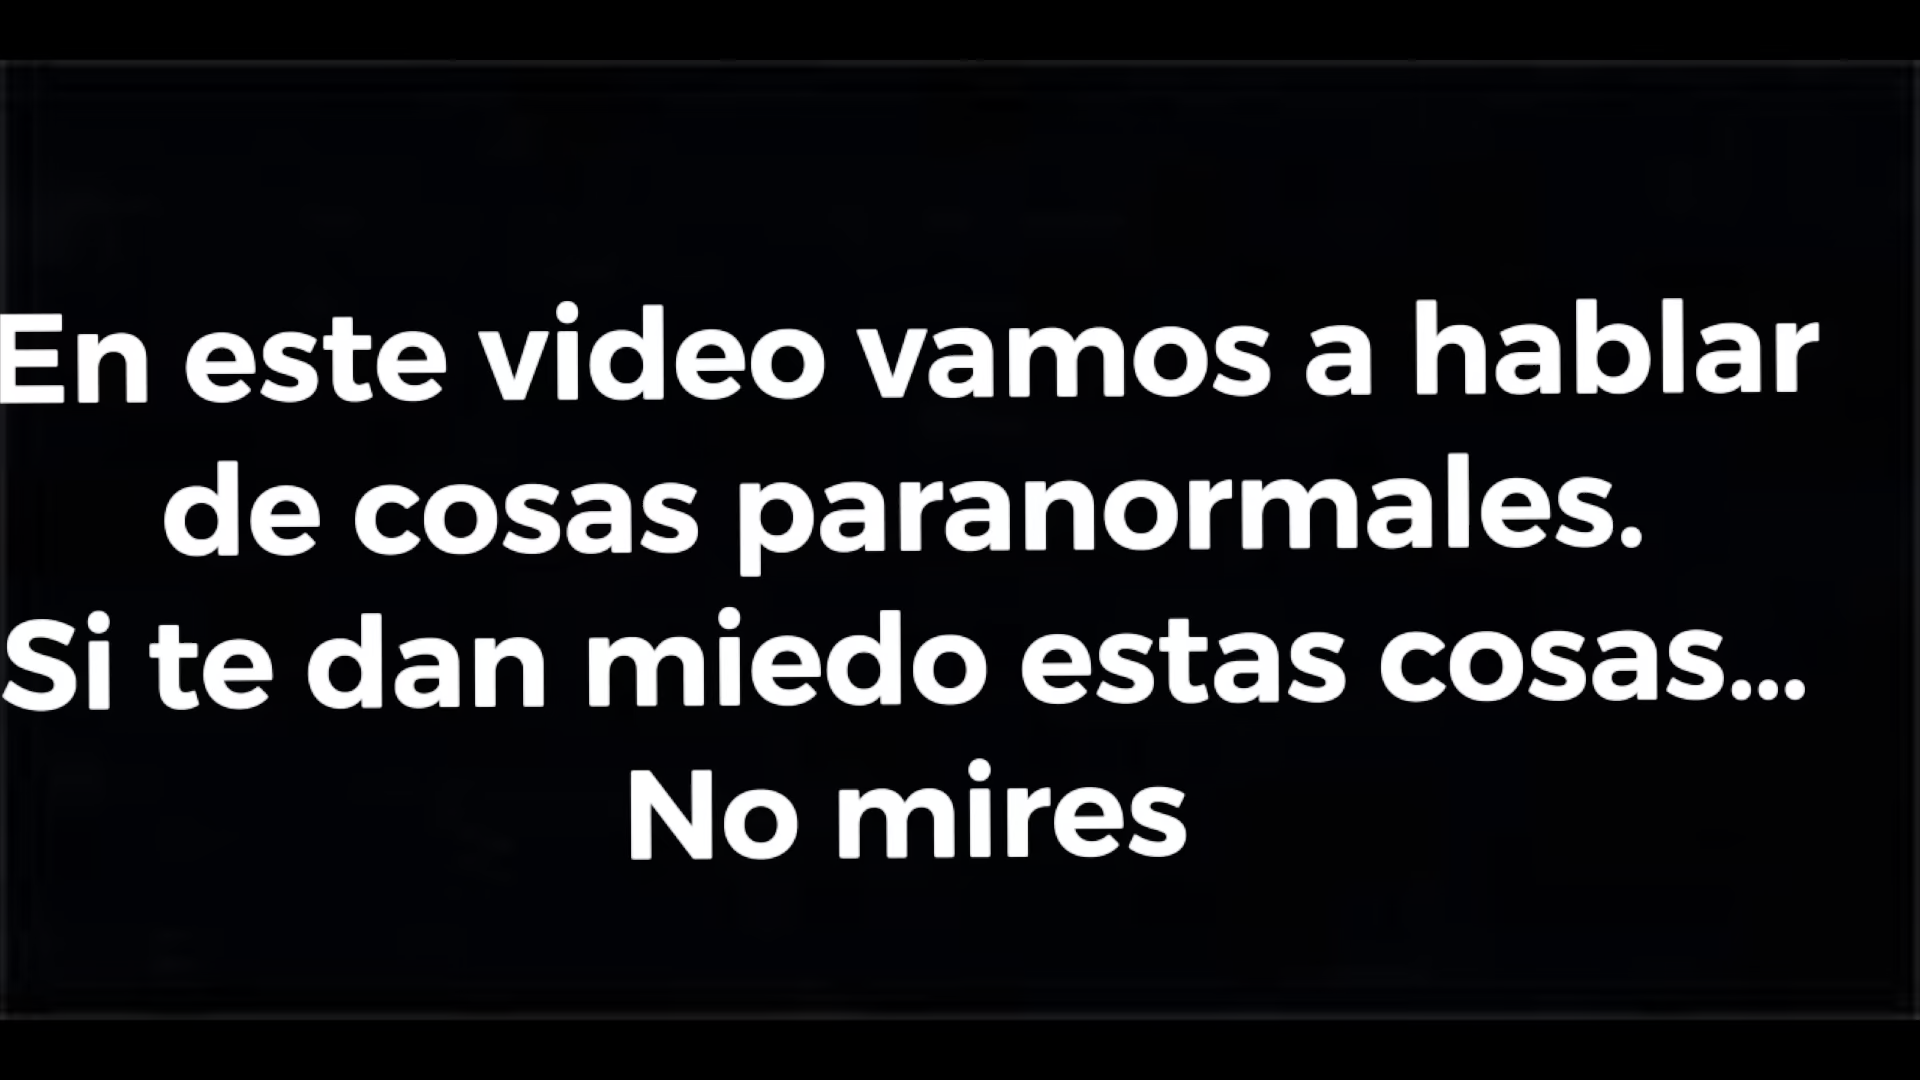 En este video vamos a hablar
de cosas paranormales.
Si te dan miedo estas cosas...
No mires